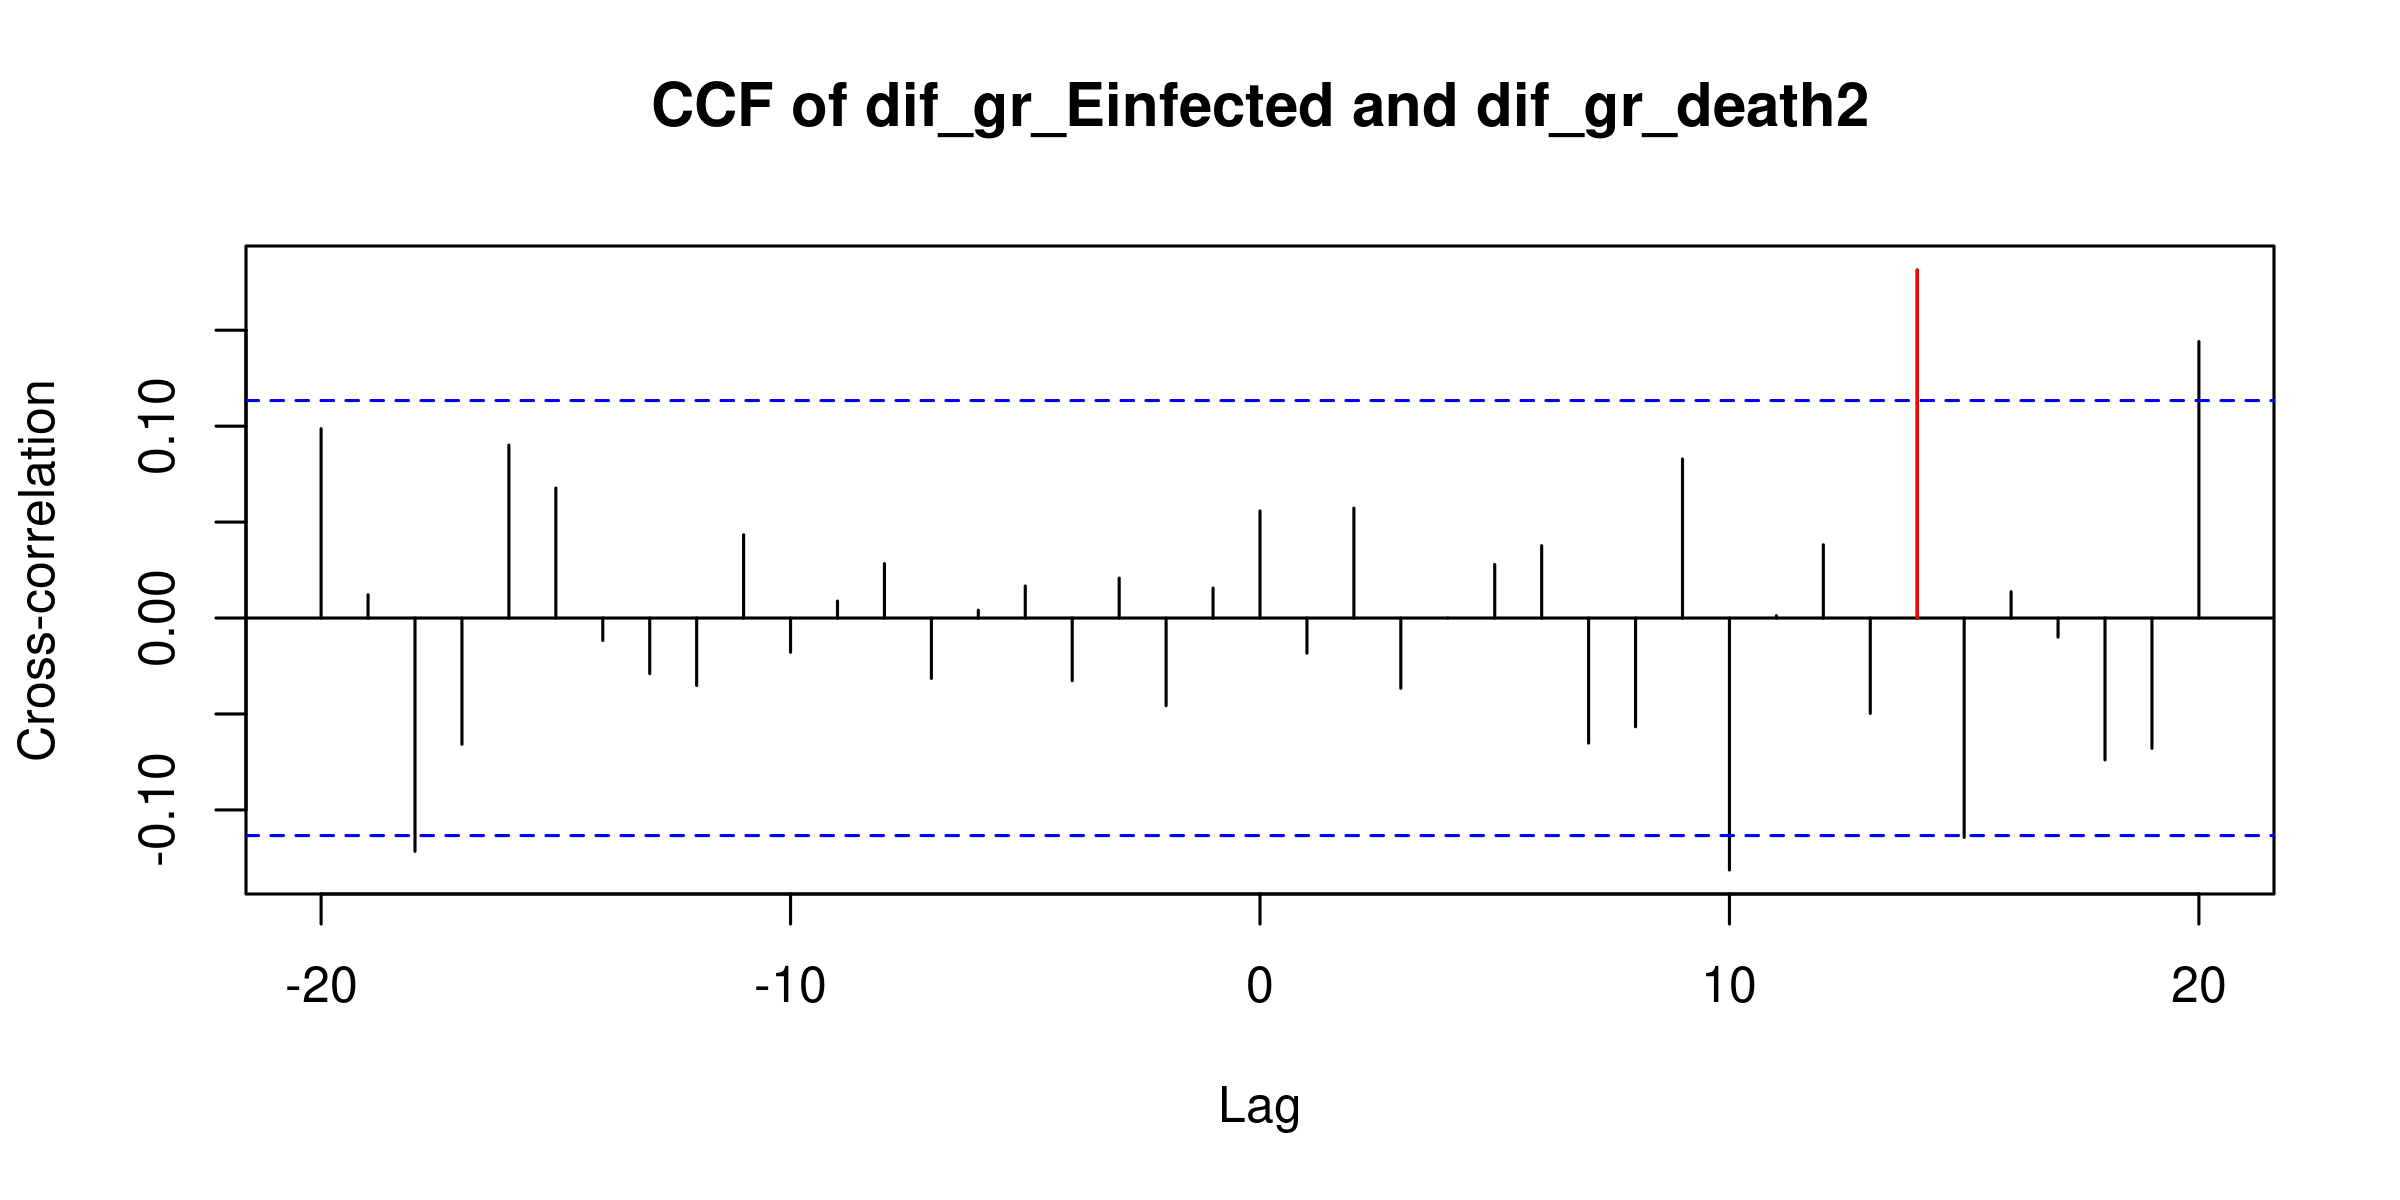 CCF of dif_gr_Einfected and dif_gr_death2
Cross-correlation
0.10
0.00
-0.10
-20 -10 0 10 20
Lag